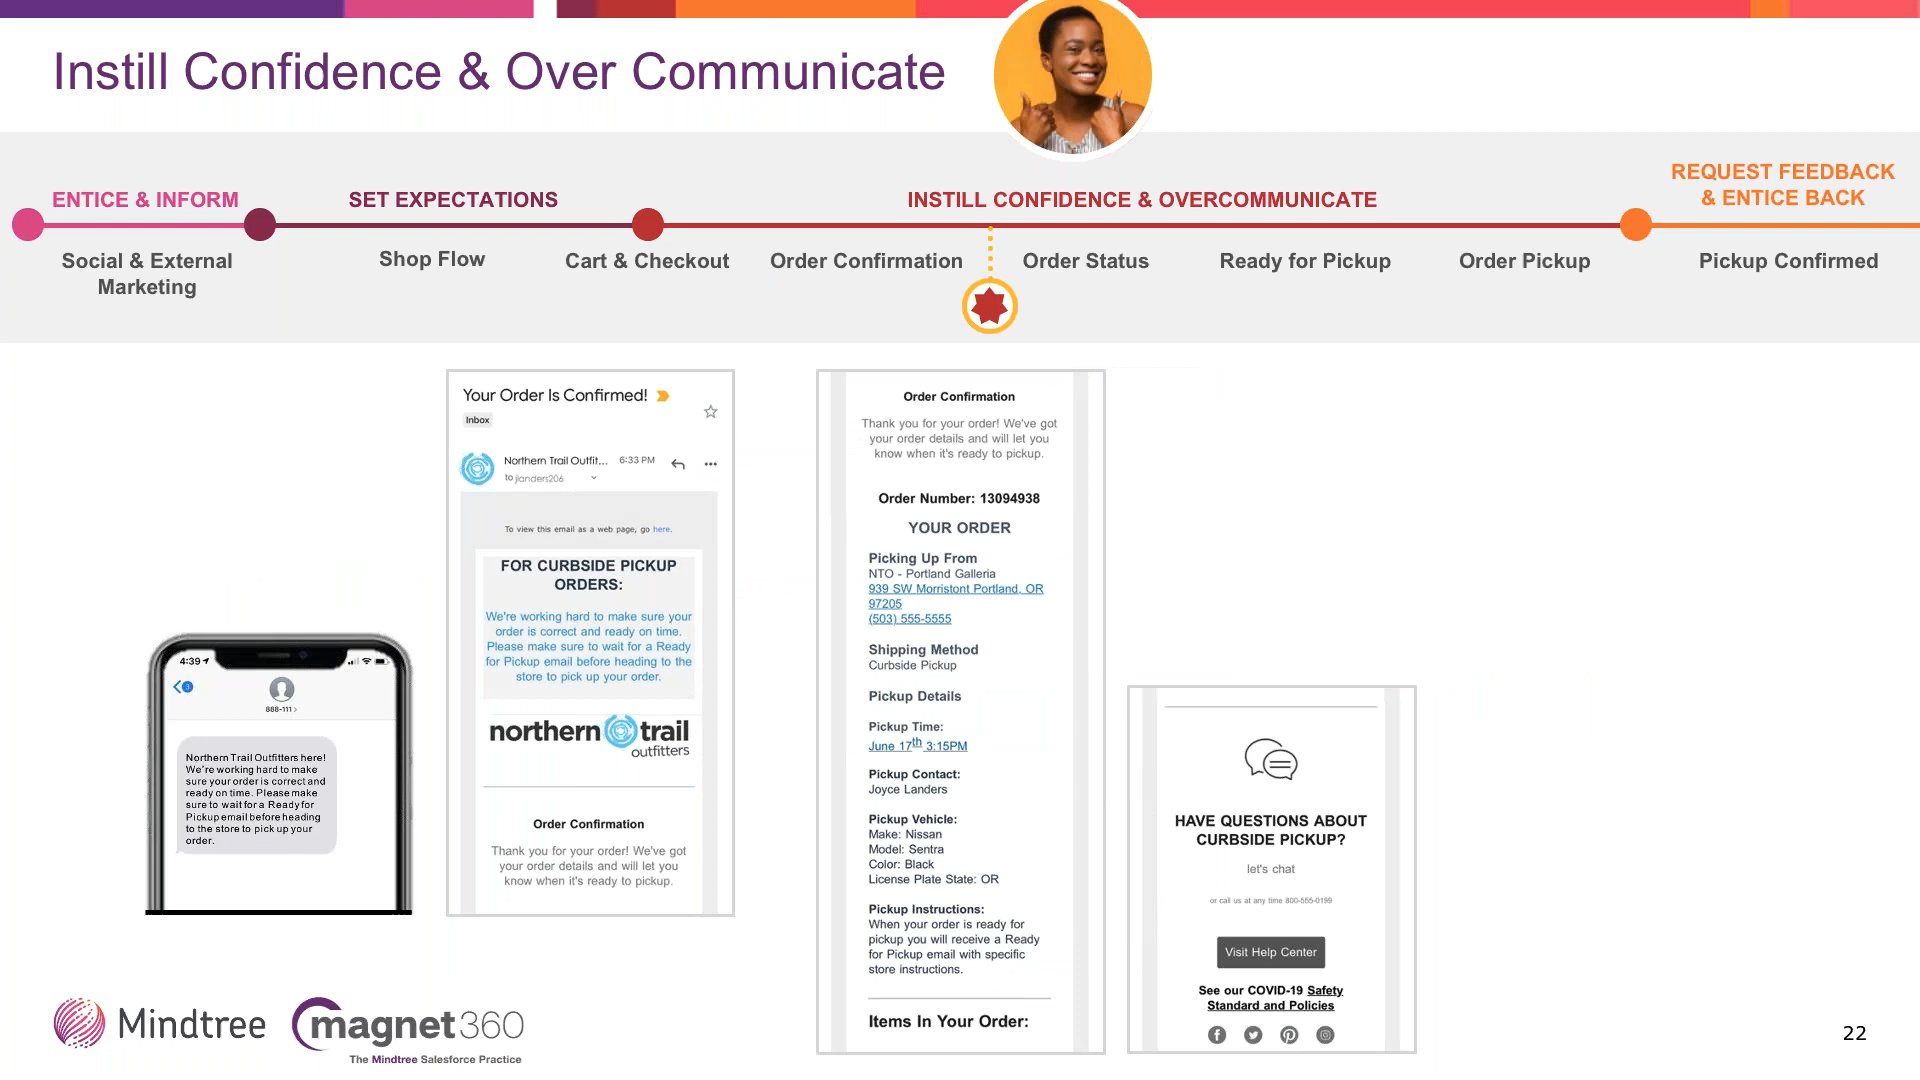 Instill Confidence & Over Communicate
ENTICE & INFORM
SET EXPECTATIONS
INSTILL CONFIDENCE & OVERCOMMUNICATE
REQUEST FEEDBACK
& ENTICE BACK
Social & External
Marketing
Shop Flow
Cart & Checkout
Order Confirmation
Order Status
Ready for Pickup
Order Pickup
Pickup Confirmed
4:39
3
888-111 >
Northern Trail Outfitters here!
We're working hard to make
sure your order is correct and
ready on time. Please make
sure to wait for a Ready for
Pickup email before heading
to the store to pick up your
order.
Your Order Is Confirmed!
Inbox
Northern Trail Outfit... 6:33 PM
to jlanders206
To view this email as a web page, go here.
FOR CURBSIDE PICKUP
ORDERS:
We're working hard to make sure your
order is correct and ready on time.
Please make sure to wait for a Ready
for Pickup email before heading to the
store to pick up your order.
northern trail
outfitters
Order Confirmation
Thank you for your order! We've got
your order details and will let you
know when it's ready to pickup.
Order Confirmation
Thank you for your order! We've got
your order details and will let you
know when it's ready to pickup.
Order Number: 13094938
YOUR ORDER
Picking Up From
NTO - Portland Galleria
939 SW Morristont Portland, OR
97205
(503) 555-5555
Shipping Method
Curbside Pickup
Pickup Details
Pickup Time:
June 17th 3:15PM
Pickup Contact:
Joyce Landers
Pickup Vehicle:
Make: Nissan
Model: Sentra
Color: Black
License Plate State: OR
Pickup Instructions:
When your order is ready for
pickup you will receive a Ready
for Pickup email with specific
store instructions.
Items In Your Order:
HAVE QUESTIONS ABOUT
CURBSIDE PICKUP?
let's chat
or call us at any time 800-555-0199
Visit Help Center
See our COVID-19 Safety
Standard and Policies
Mindtree
magnet360
The Mindtree Salesforce Practice
22